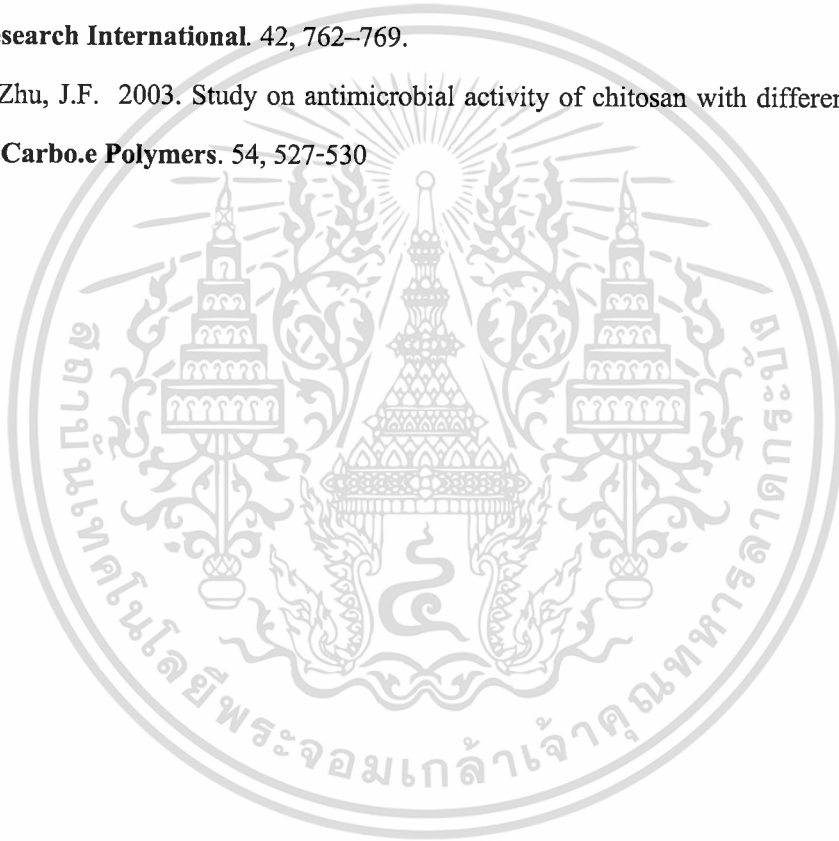 search International. 42, 762–769.
Zhu, J.F. 2003. Study on antimicrobial activity of chitosan with differen
Carbo.e Polymers. 54, 527-530
สถาบันเทคโนโลยีพระจอมเกล้าเจ้าคุณทหารลาดกระบัง